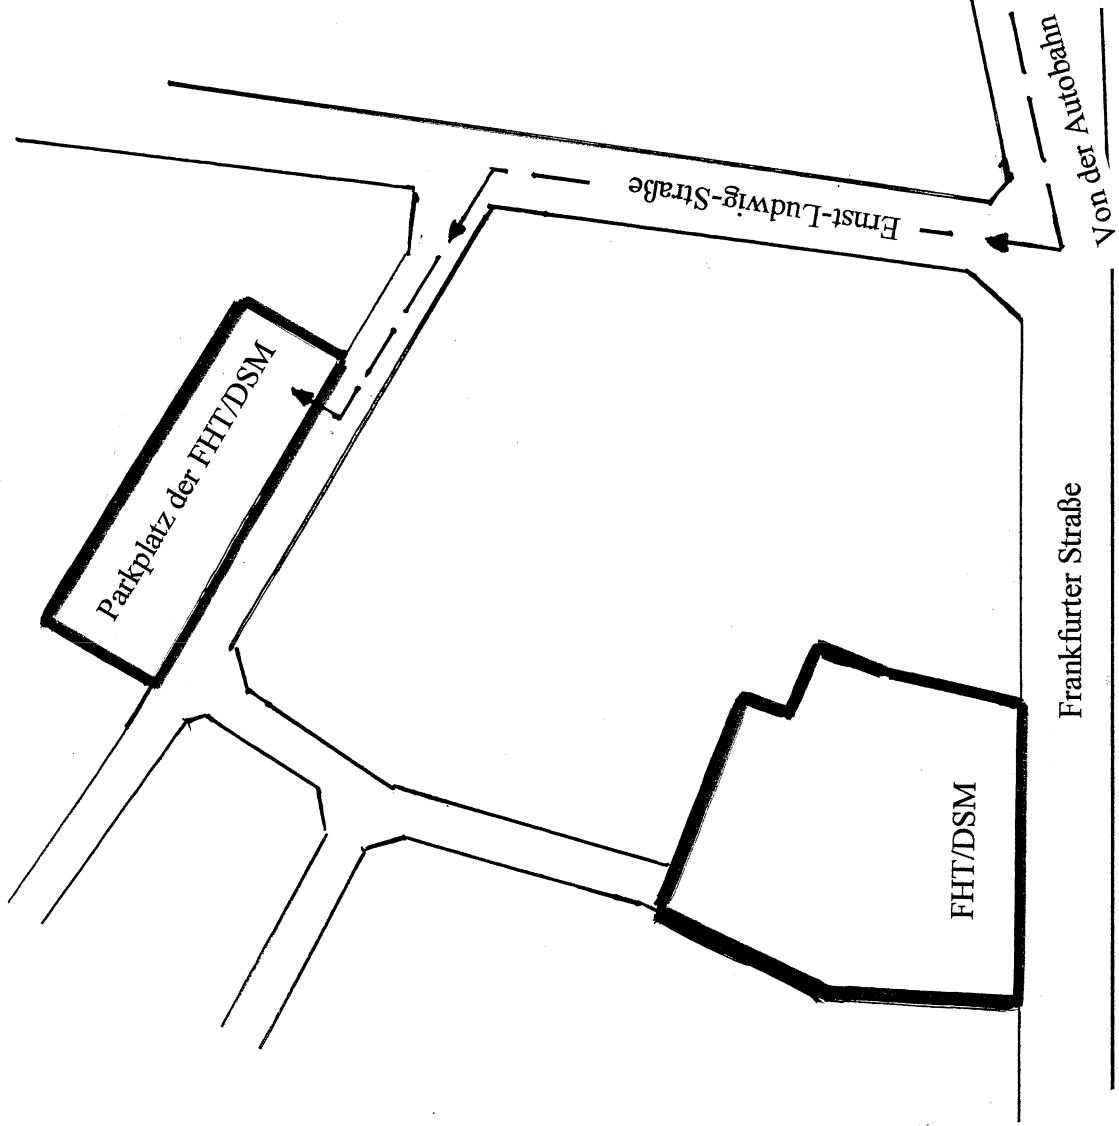 Von der Autobahn
Ernst-Ludwig-Straße
Parkplatz der FHT/DSM
Frankfurter Straße
FHT/DSM